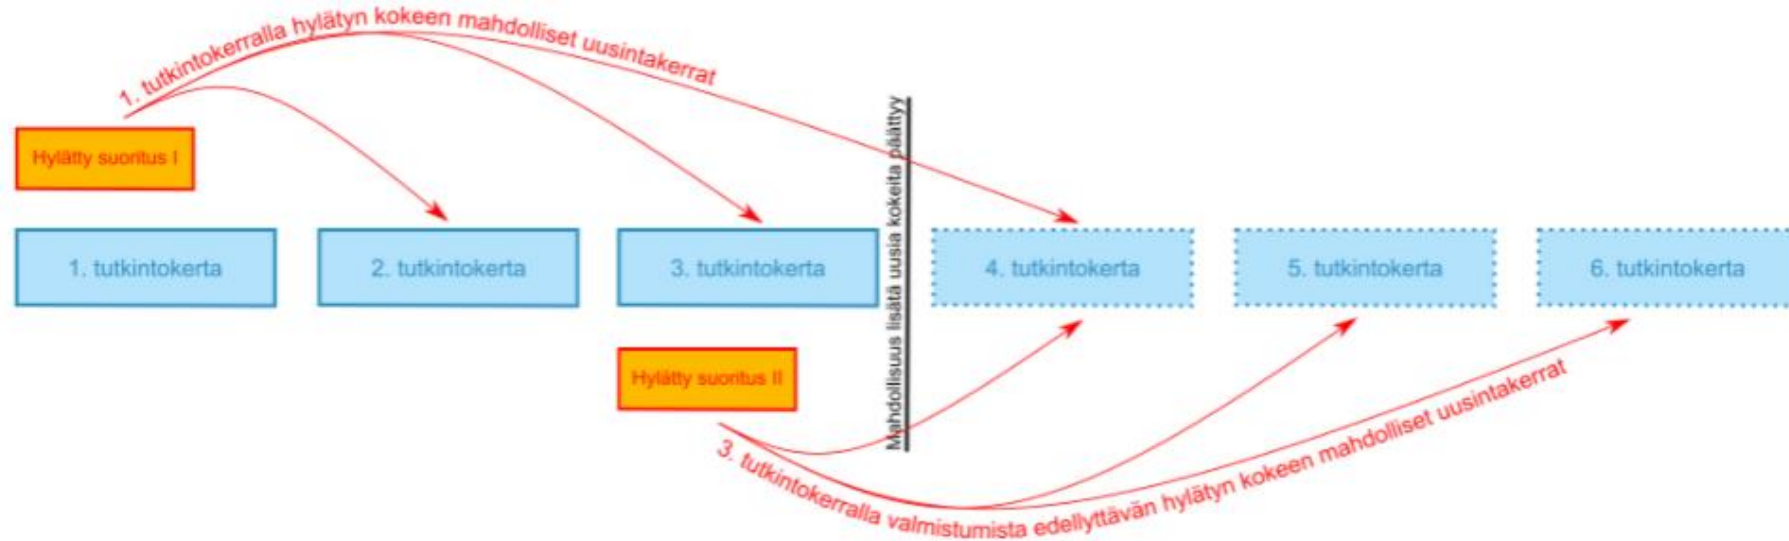 1. tutkintokerralla hylätyn kokeen mahdolliset uusintakerrat
Hylätty suoritus I
Mahdollisuus lisätä uusia kokeita päättyy
1. tutkintokerta
2. tutkintokerta
3. tutkintokerta
4. tutkintokerta
5. tutkintokerta
6. tutkintokerta
Hylätty suoritus II
3. tutkintokerralla valmistumista edellyttävän hylätyn kokeen mahdolliset uusintakerrat